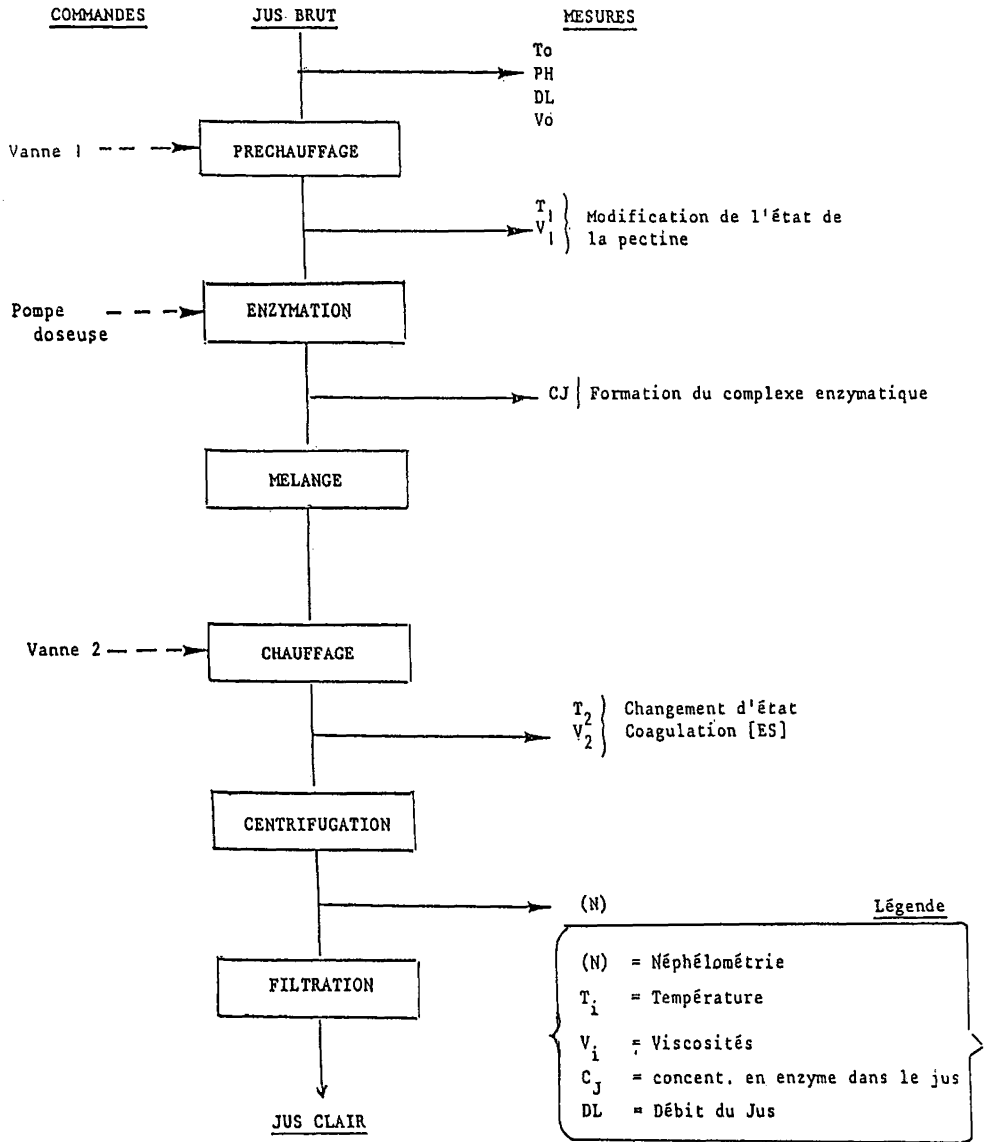 COMMANDES JUS BRUT MESURES
To
PH
DL
Vo
Vanne 1
PRECHAUFFAGE
T1
V1
Modification de l'état de
la pectine
Pompe
doseuse
ENZYMATION
CJ Formation du complexe enzymatique
MELANGE
Vanne 2
CHAUFFAGE
T2
V2
Changement d'état
Coagulation [ES]
CENTRIFUGATION
(N)
Légende
FILTRATION
(N) = Néphélométrie
Ti = Température
Vi = Viscosités
CJ = concent. en enzyme dans le jus
DL = Débit du Jus
JUS CLAIR